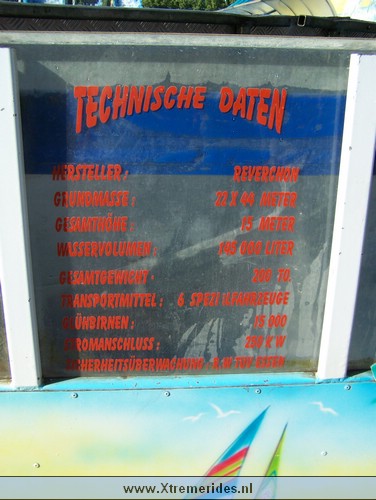 TECHNISCHE DATEN
HERSTELLER: REVERCHON
GRUNDMASSE: 22 X 44 METER
GESAMTHÖHE: 15 METER
WASSERVOLUMEN: 140 000 LITER
GESAMTGEWICHT: 200 TO.
TRANSPORTMITTEL: 6
GLÜHBIRNEN: 15 000
STROMANSCHLUSS: 200 KW
SICHERHEITSÜBERWACHUNG:
www.Xtremerides.nl